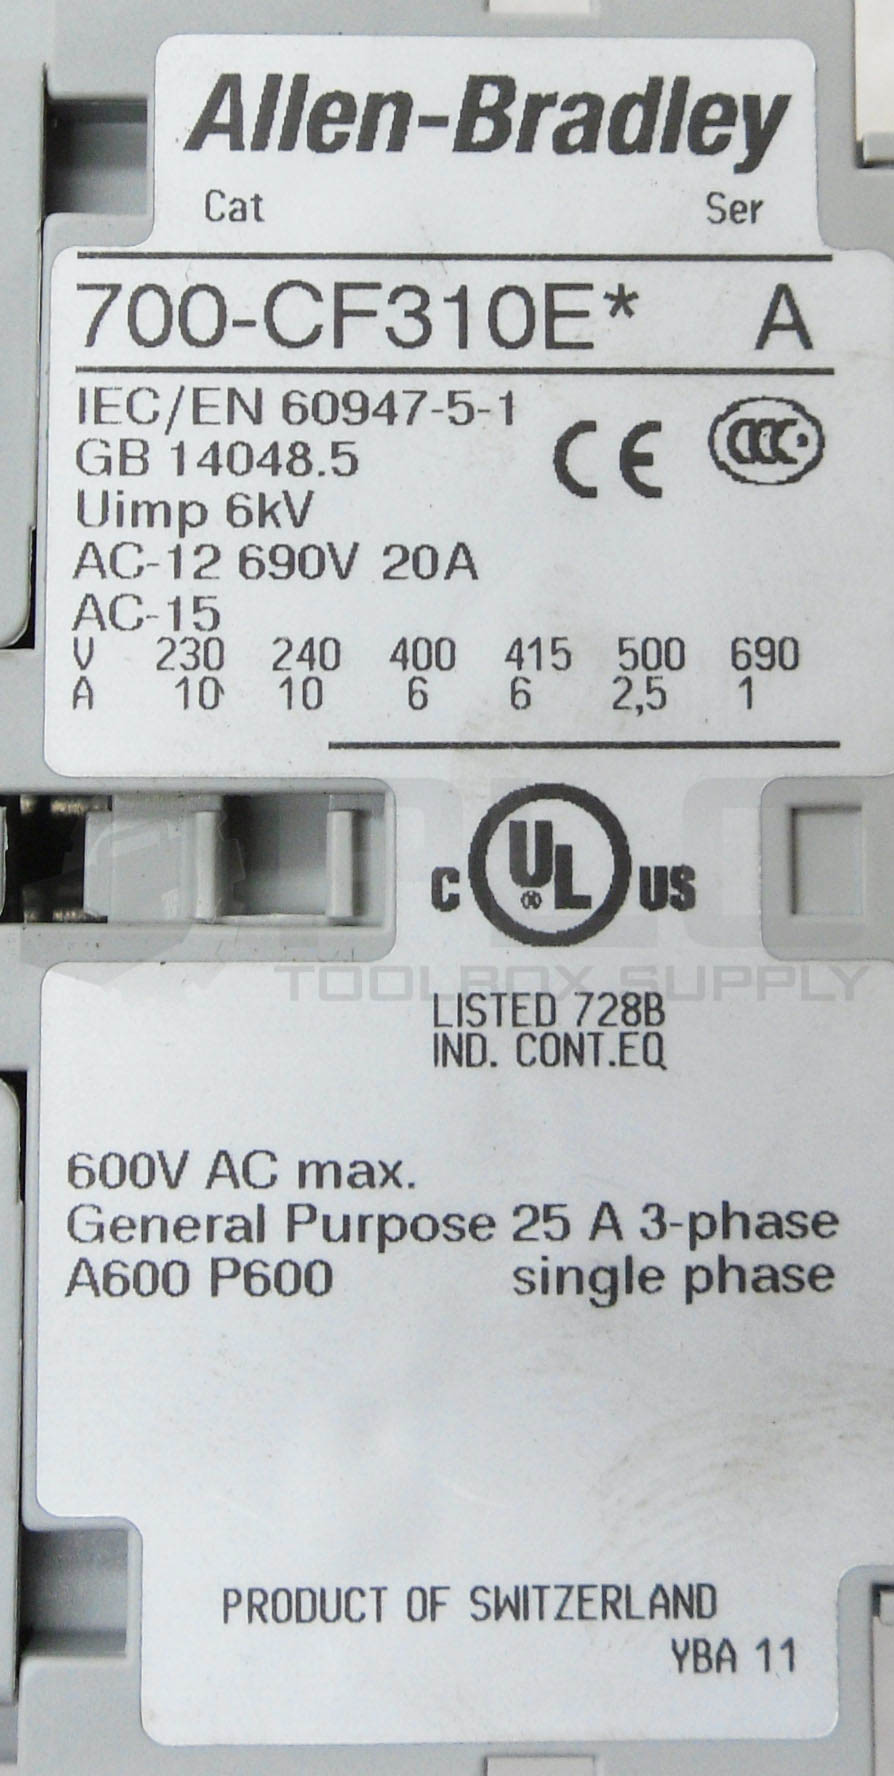 Allen-Bradley
Cat Ser
700-CF310E* A
IEC/EN 60947-5-1
GB 14048.5
CE CCC
Uimp 6kV
AC-12 690V 20A
AC-15
V 230 240 400 415 500 690
A 10 10 6 6 2,5 1
C UL US
PLC
TOOLBOX SUPPLY
LISTED 728B
IND. CONT.EQ
600V AC max.
General Purpose 25 A 3-phase
A600 P600 single phase
PRODUCT OF SWITZERLAND
YBA 11